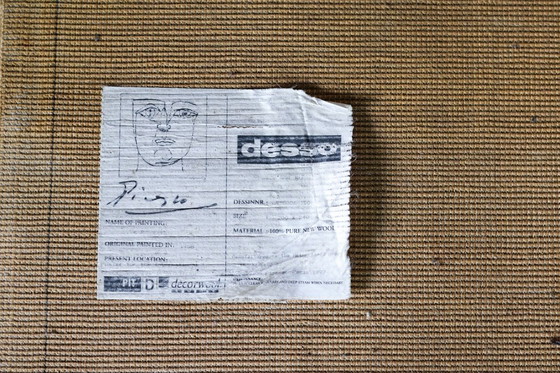 Picasso
NAME OF PAINTING:
ORIGINAL PAINTED IN:
PRESENT LOCATION:
D decorwool
desso
DESSINNR.:
SIZE:
MATERIAL: 100% PURE NEW WOOL